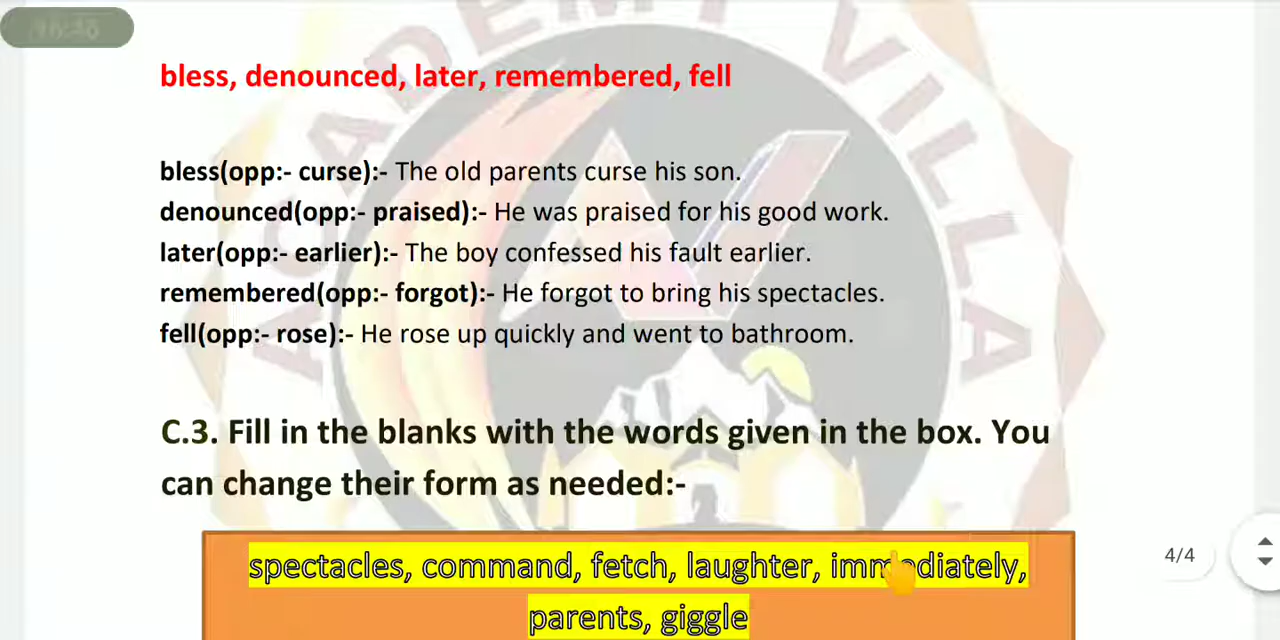 ACADEMY VILLA
bless, denounced, later, remembered, fell
bless(opp:- curse):- The old parents curse his son.
denounced(opp:- praised):- He was praised for his good work.
later(opp:- earlier):- The boy confessed his fault earlier.
remembered(opp:- forgot):- He forgot to bring his spectacles.
fell(opp:- rose):- He rose up quickly and went to bathroom.
C.3. Fill in the blanks with the words given in the box. You
can change their form as needed:-
spectacles, command, fetch, laughter, immediately,
parents, giggle
4/4